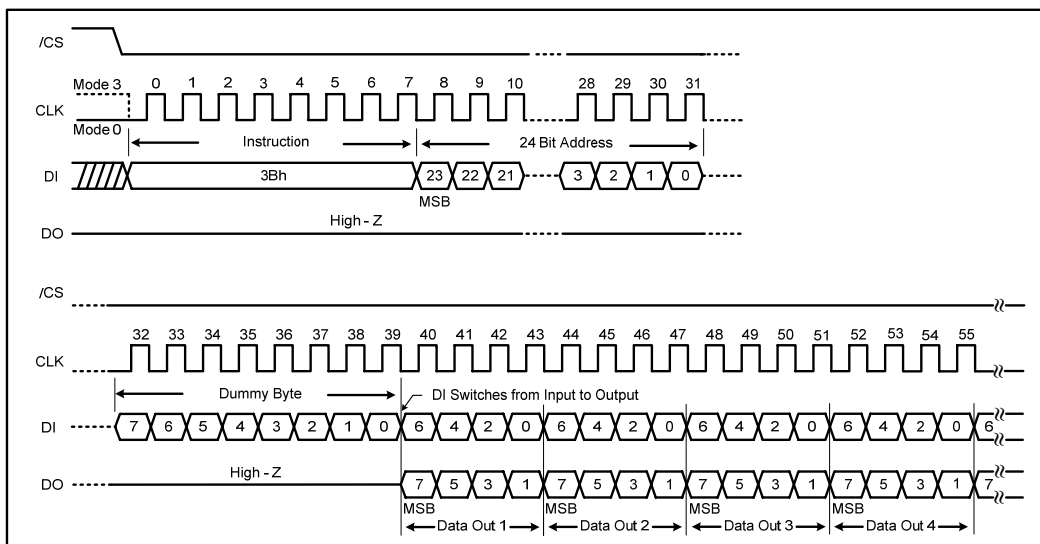 /CS
Mode 3 0 1 2 3 4 5 6 7 8 9 10 28 29 30 31
CLK
Mode 0
Instruction 24 Bit Address
DI 3Bh 23 22 21 3 2 1 0
MSB
High - Z
DO
/CS
32 33 34 35 36 37 38 39 40 41 42 43 44 45 46 47 48 49 50 51 52 53 54 55
CLK
Dummy Byte DI Switches from Input to Output
DI 7 6 5 4 3 2 1 0 6 4 2 0 6 4 2 0 6 4 2 0 6 4 2 0 6
High - Z
DO 7 5 3 1 7 5 3 1 7 5 3 1 7 5 3 1 7
MSB MSB MSB MSB
Data Out 1 Data Out 2 Data Out 3 Data Out 4